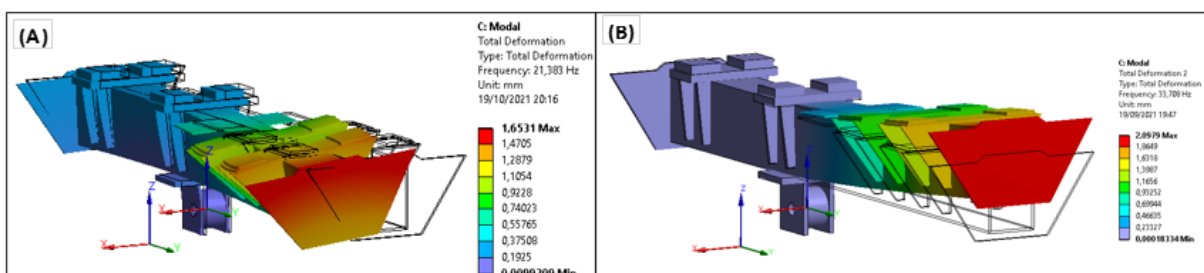 (A)
C: Modal
Total Deformation
Type: Total Deformation
Frequency: 21,383 Hz
Unit: mm
19/10/2021 20:16
1,6531 Max
1,4705
1,2879
1,1054
0,9228
0,74023
0,55765
0,37508
0,1925
Min
Z
X
Y
Z
X
Y
(B)
C: Modal
Total Deformation 2
Type: Total Deformation
Frequency: 33,708 Hz
Unit: mm
19/09/2021 19:47
2,0979 Max
1,8649
1,6318
1,3987
1,1656
0,93252
0,69944
0,46635
0,23327
0,00018334 Min
Z
X
Y
Z
X
Y